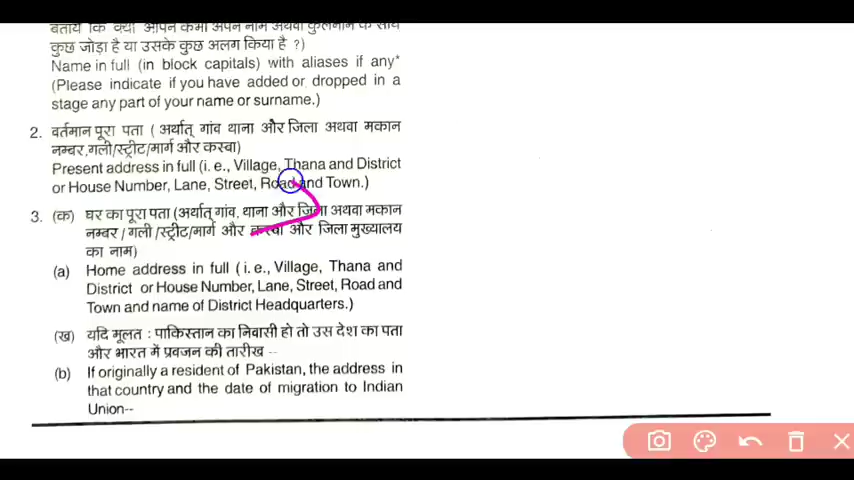 बतायें कि क्या आपने कभी अपने नाम अथवा कुलनाम के साथ
कुछ जोड़ा है या उसके कुछ अलग किया है ?)
Name in full (in block capitals) with aliases if any*
(Please indicate if you have added or dropped in a
stage any part of your name or surname.)
2. वर्तमान पूरा पता ( अर्थात् गांव थाना और जिला अथवा मकान
नम्बर,गली/स्ट्रीट/मार्ग और कस्वा)
Present address in full (i. e., Village, Thana and District
or House Number, Lane, Street, Road and Town.)
3. (क) घर का पूरा पता (अर्थात् गांव, थाना और जिला अथवा मकान
नम्बर / गली /स्ट्रीट/मार्ग और कस्वा और जिला मुख्यालय
का नाम)
(a) Home address in full ( i. e., Village, Thana and
District or House Number, Lane, Street, Road and
Town and name of District Headquarters.)
(ख) यदि मूलत : पाकिस्तान का निवासी हो तो उस देश का पता
और भारत में प्रवजन की तारीख --
(b) If originally a resident of Pakistan, the address in
that country and the date of migration to Indian
Union--